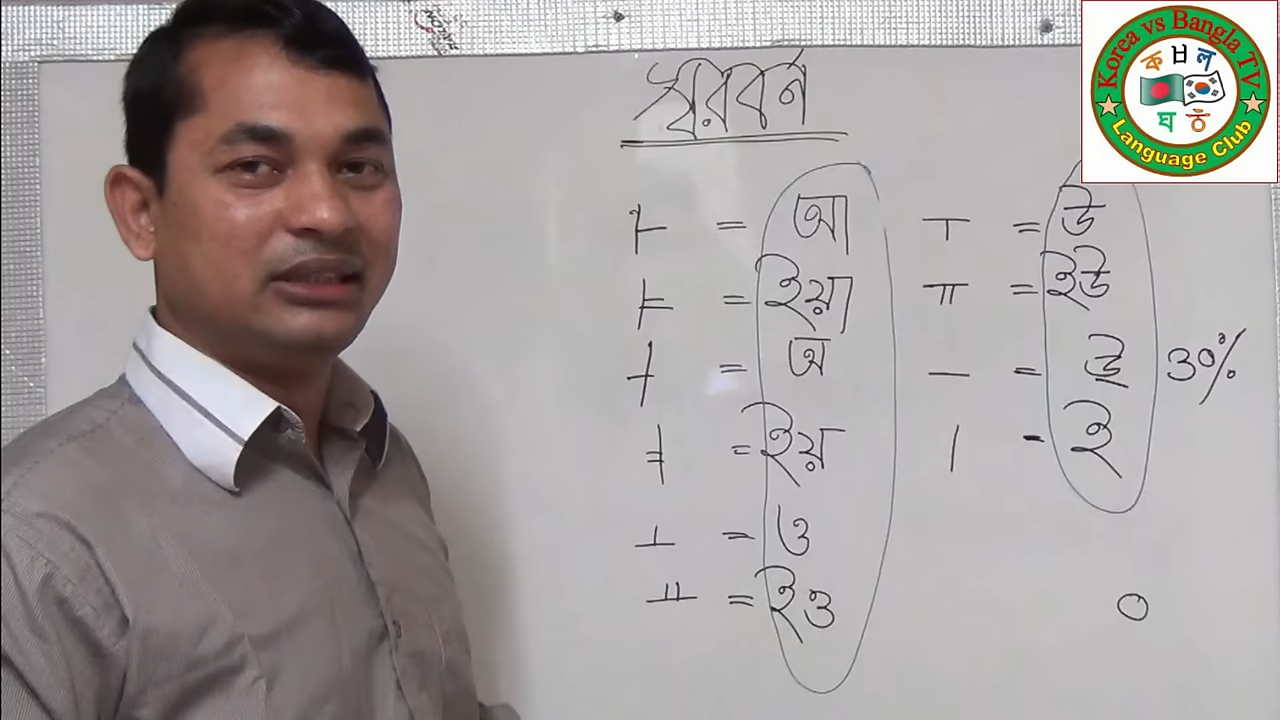 স্বরবর্ন
ㅏ = আ ㅜ = উ
ㅑ = ইয়া ㅠ = ইউ
ㅓ = অ ㅡ = উ 30%
ㅕ = ইয় ㅣ - ই
ㅗ = ও
ㅛ = ইও ㅇ
Korea vs Bangla TV
ক ㅂ ল
ঘ ㅎ
Language Club